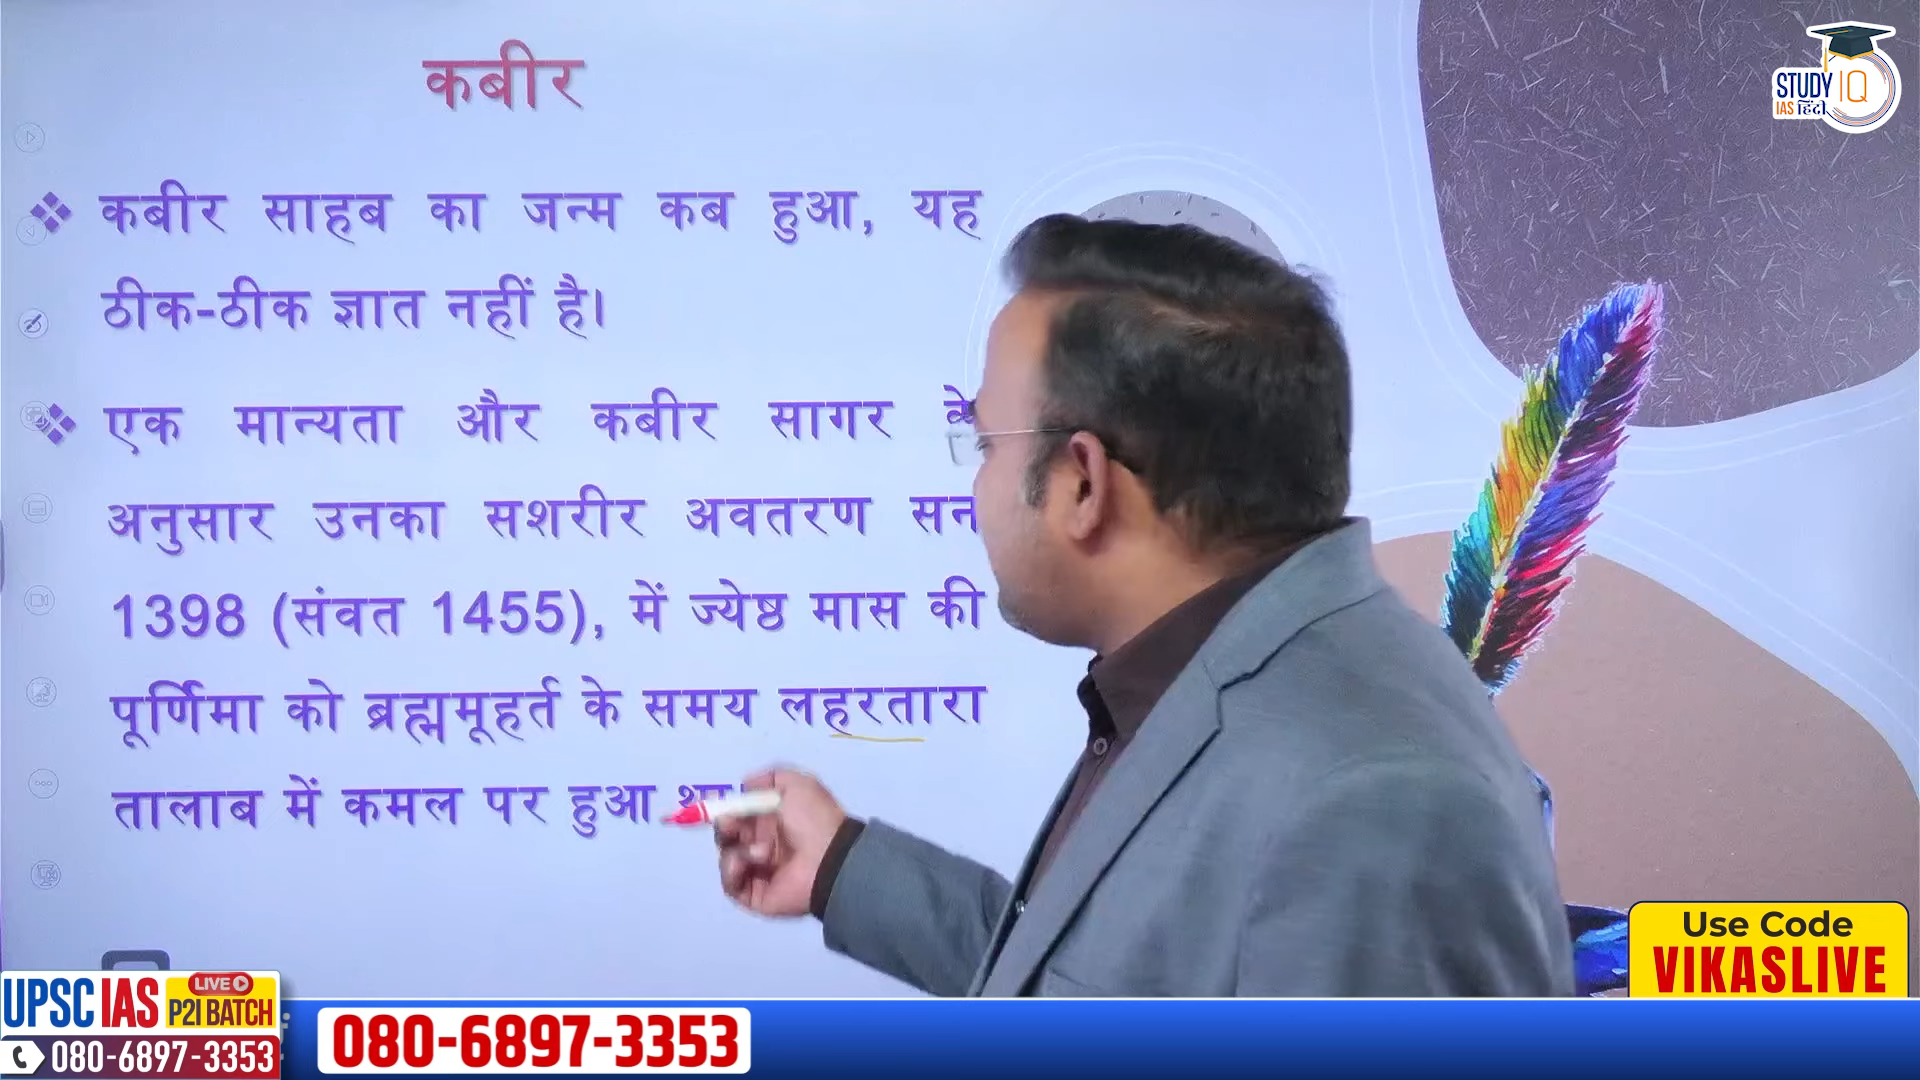 कबीर
STUDY IQ
IAS हिंदी
कबीर साहब का जन्म कब हुआ, यह
ठीक-ठीक ज्ञात नहीं है।
एक मान्यता और कबीर सागर के
अनुसार उनका सशरीर अवतरण सन
1398 (संवत 1455), में ज्येष्ठ मास की
पूर्णिमा को ब्रह्ममूहर्त के समय लहरतारा
तालाब में कमल पर हुआ था।
Use Code
VIKASLIVE
UPSC IAS LIVE P2I BATCH
080-6897-3353
080-6897-3353